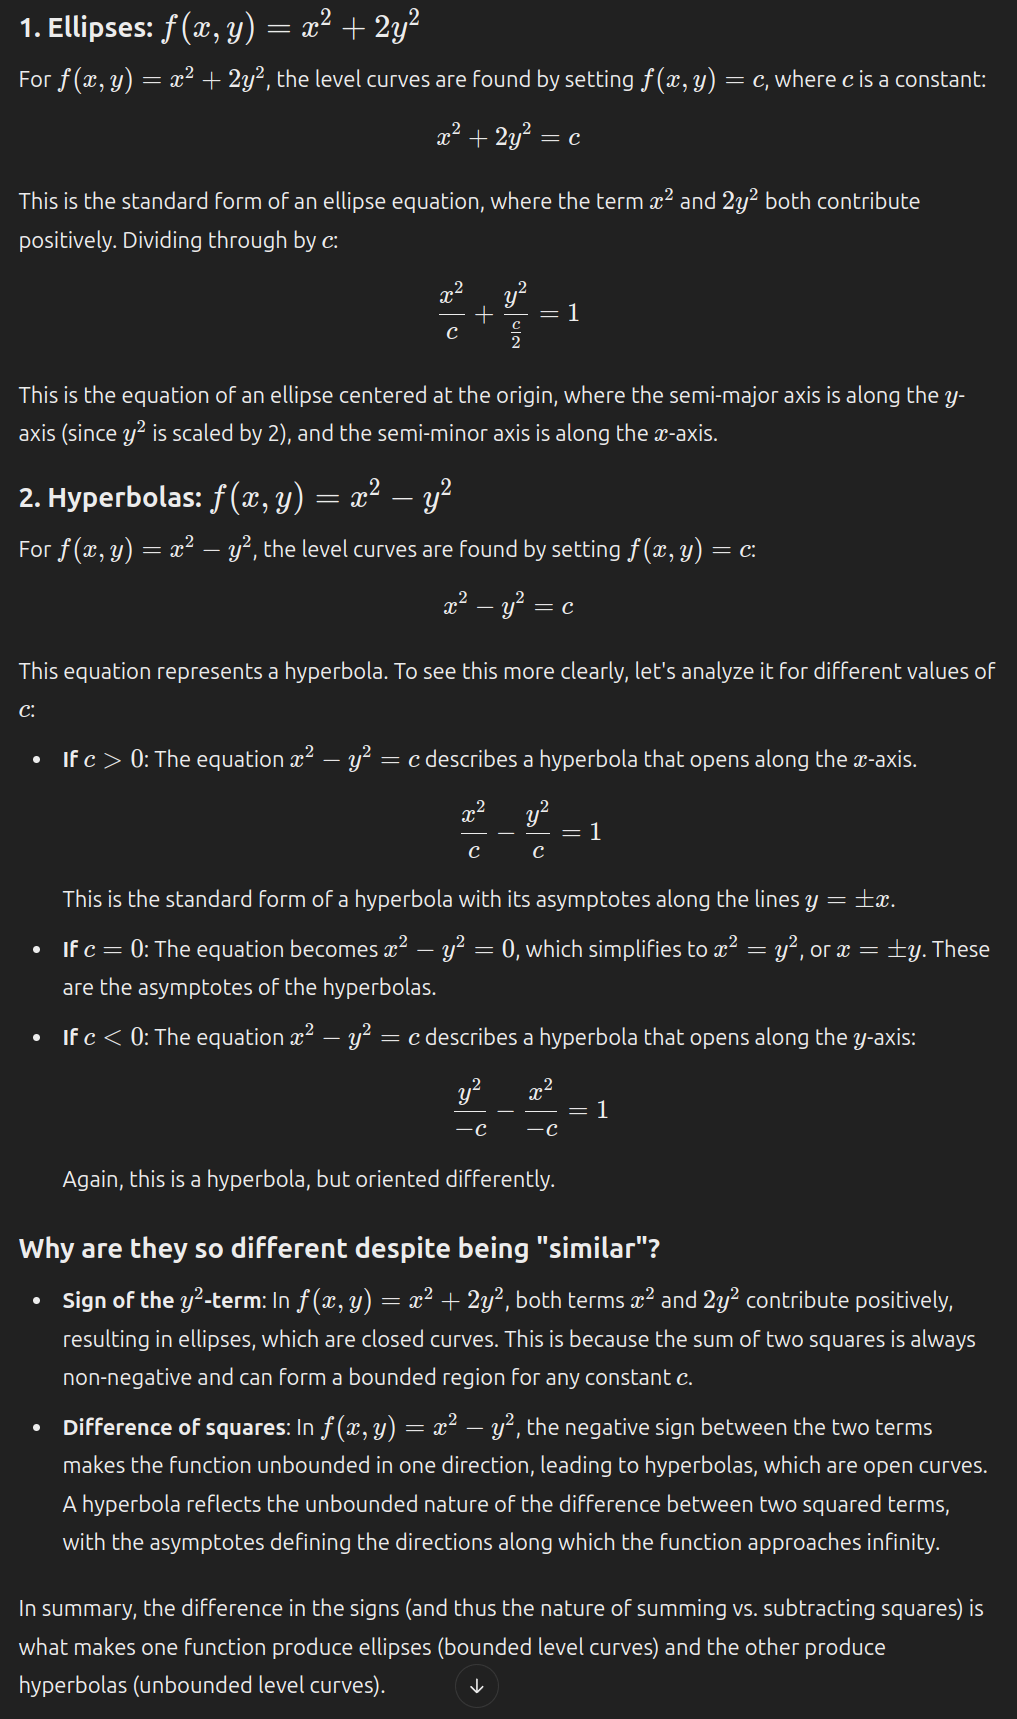 1. Ellipses: f(x, y) = x² + 2y²
For f(x, y) = x² + 2y², the level curves are found by setting f(x, y) = c, where c is a constant:
x² + 2y² = c
This is the standard form of an ellipse equation, where the term x² and 2y² both contribute
positively. Dividing through by c:
\frac{x^2}{c} + \frac{y^2}{\frac{c}{2}} = 1
This is the equation of an ellipse centered at the origin, where the semi-major axis is along the y-
axis (since y² is scaled by 2), and the semi-minor axis is along the x-axis.
2. Hyperbolas: f(x, y) = x² − y²
For f(x, y) = x² − y², the level curves are found by setting f(x, y) = c:
x² − y² = c
This equation represents a hyperbola. To see this more clearly, let's analyze it for different values of
c:
• If c > 0: The equation x² − y² = c describes a hyperbola that opens along the x-axis.
\frac{x^2}{c} − \frac{y^2}{c} = 1
This is the standard form of a hyperbola with its asymptotes along the lines y = ±x.
• If c = 0: The equation becomes x² − y² = 0, which simplifies to x² = y², or x = ±y. These
are the asymptotes of the hyperbolas.
• If c < 0: The equation x² − y² = c describes a hyperbola that opens along the y-axis:
\frac{y^2}{−c} − \frac{x^2}{−c} = 1
Again, this is a hyperbola, but oriented differently.
Why are they so different despite being "similar"?
• Sign of the y²-term: In f(x, y) = x² + 2y², both terms x² and 2y² contribute positively,
resulting in ellipses, which are closed curves. This is because the sum of two squares is always
non-negative and can form a bounded region for any constant c.
• Difference of squares: In f(x, y) = x² − y², the negative sign between the two terms
makes the function unbounded in one direction, leading to hyperbolas, which are open curves.
A hyperbola reflects the unbounded nature of the difference between two squared terms,
with the asymptotes defining the directions along which the function approaches infinity.
In summary, the difference in the signs (and thus the nature of summing vs. subtracting squares) is
what makes one function produce ellipses (bounded level curves) and the other produce
hyperbolas (unbounded level curves).